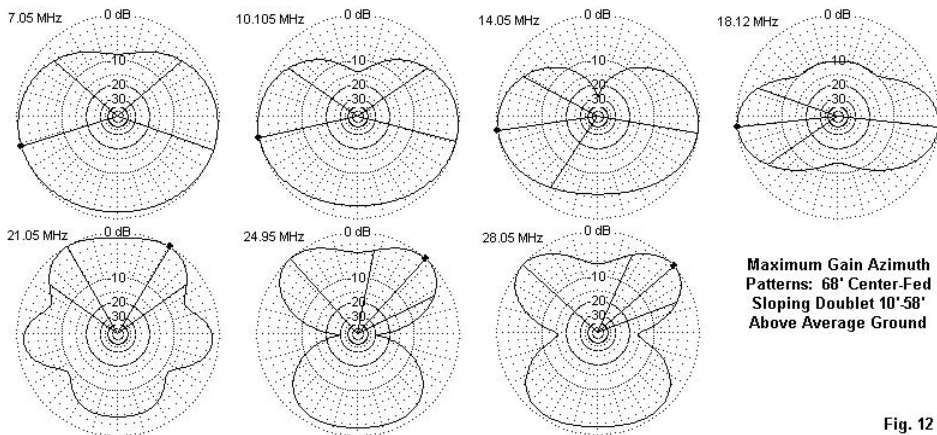 7.05 MHz
0 dB
10
20
30
10.105 MHz
0 dB
10
20
30
14.05 MHz
0 dB
10
20
30
18.12 MHz
0 dB
10
20
30
21.05 MHz
0 dB
10
20
30
24.95 MHz
0 dB
10
20
30
28.05 MHz
0 dB
10
20
30
Maximum Gain Azimuth
Patterns: 68' Center-Fed
Sloping Doublet 10'-58'
Above Average Ground
Fig. 12